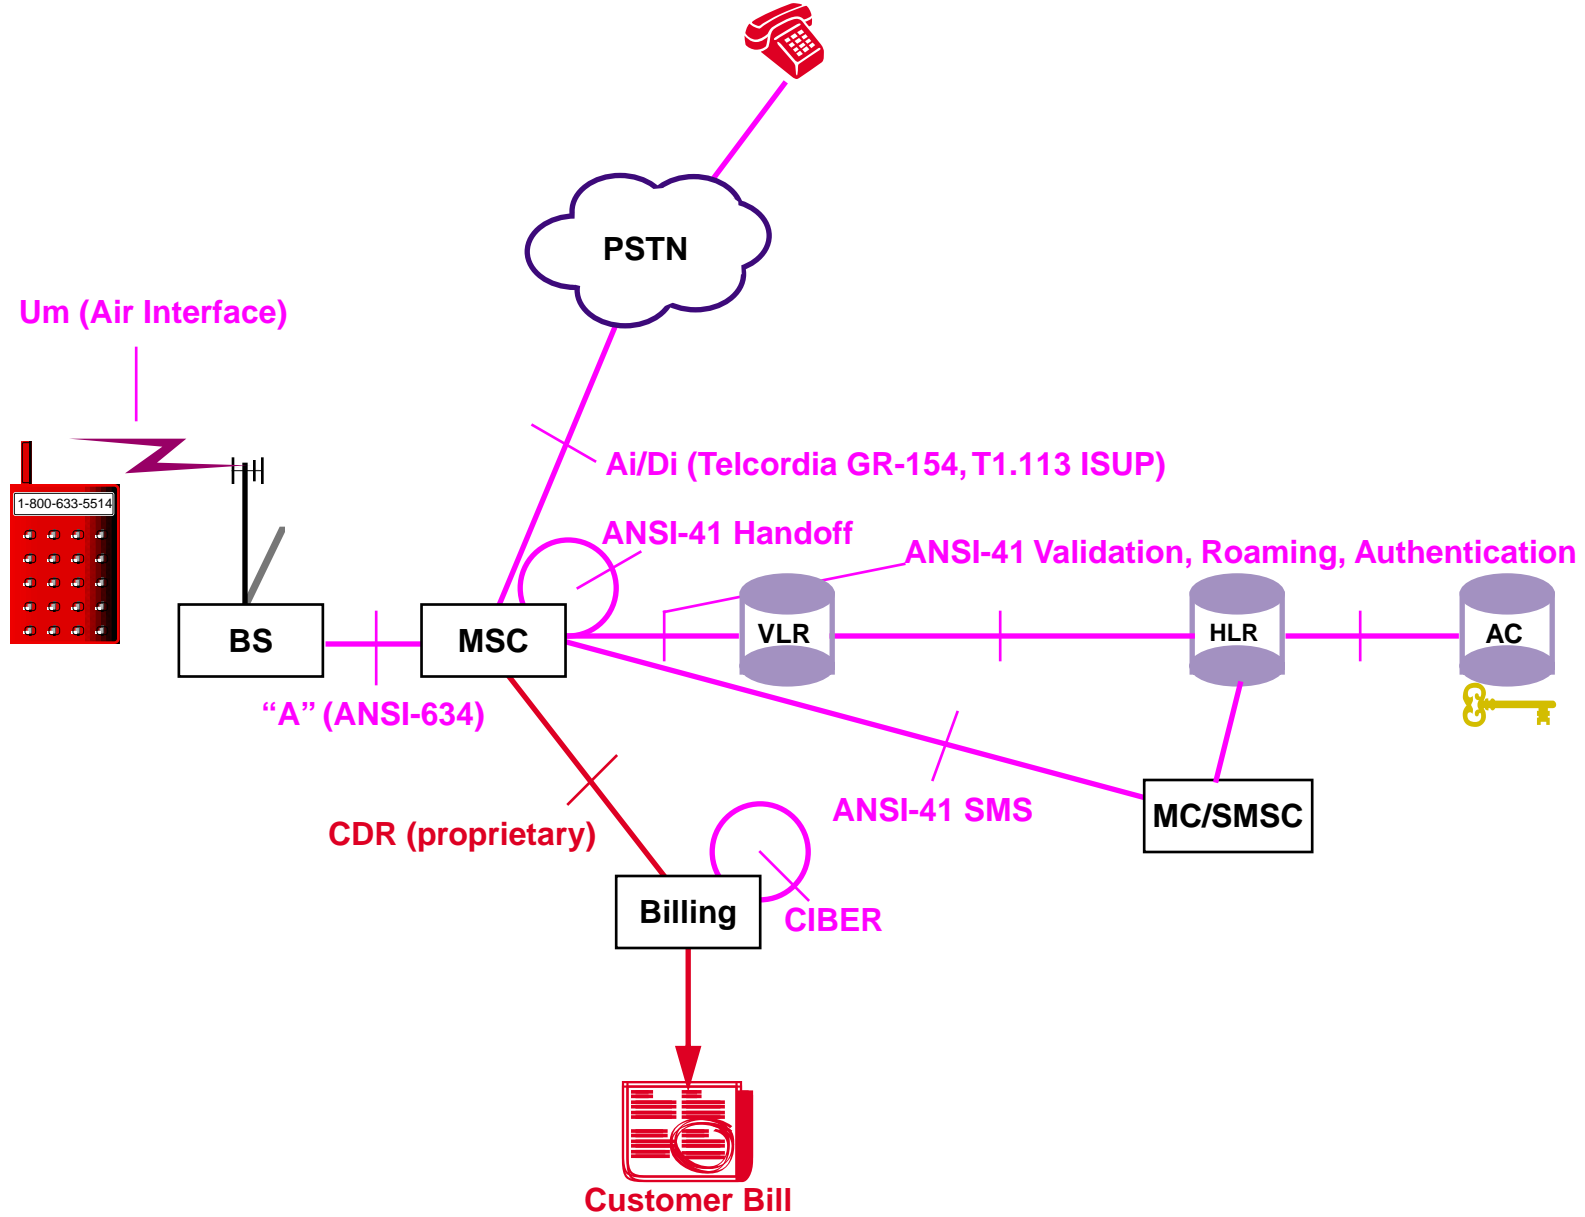 PSTN
Um (Air Interface)
Ai/Di (Telcordia GR-154, T1.113 ISUP)
1-800-633-5514
ANSI-41 Handoff
ANSI-41 Validation, Roaming, Authentication
BS
MSC
VLR
HLR
AC
“A” (ANSI-634)
ANSI-41 SMS
MC/SMSC
CDR (proprietary)
Billing
CIBER
Customer Bill